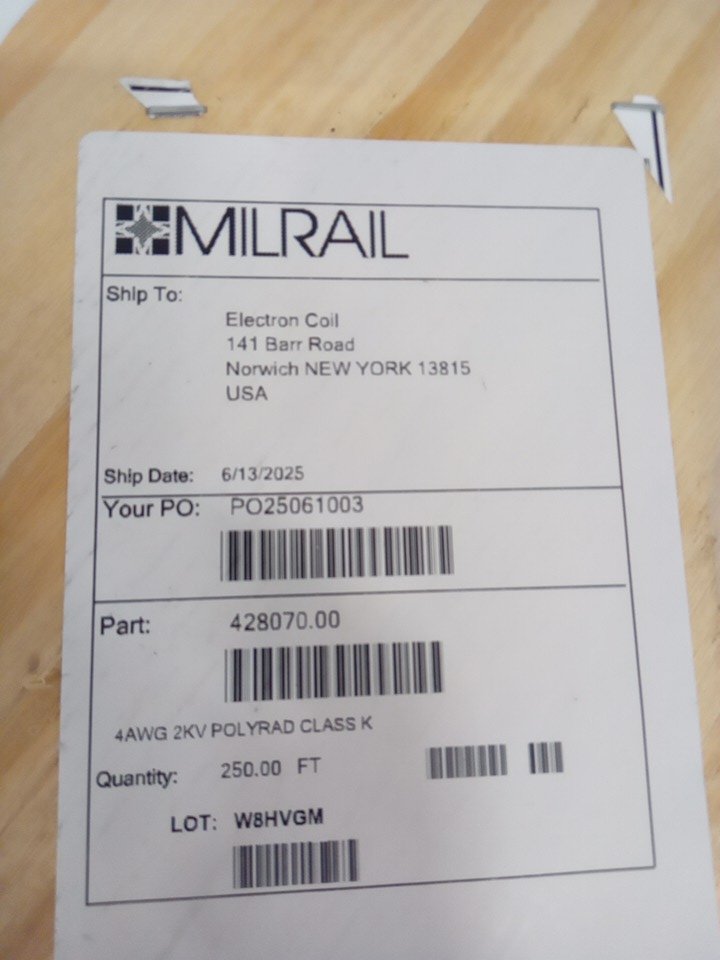 MILRAIL
Ship To:
Electron Coil
141 Barr Road
Norwich NEW YORK 13815
USA
Ship Date: 6/13/2025
Your PO: PO25061003
Part: 428070.00
4AWG 2KV POLYRAD CLASS K
Quantity: 250.00 FT
LOT: W8HVGM